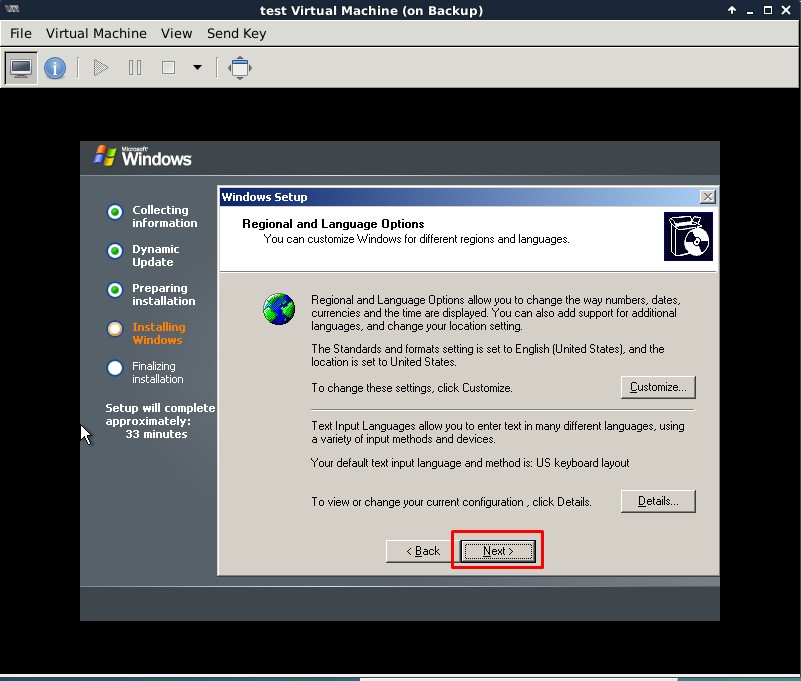 test Virtual Machine (on Backup)
File Virtual Machine View Send Key
Microsoft
Windows
Collecting
information
Dynamic
Update
Preparing
installation
Installing
Windows
Finalizing
installation
Setup will complete
approximately:
33 minutes
Windows Setup
Regional and Language Options
You can customize Windows for different regions and languages.
Regional and Language Options allow you to change the way numbers, dates,
currencies and the time are displayed. You can also add support for additional
languages, and change your location setting.
The Standards and formats setting is set to English (United States), and the
location is set to United States.
To change these settings, click Customize.
Customize...
Text Input Languages allow you to enter text in many different languages, using
a variety of input methods and devices.
Your default text input language and method is: US keyboard layout
To view or change your current configuration , click Details.
Details...
< Back
Next >